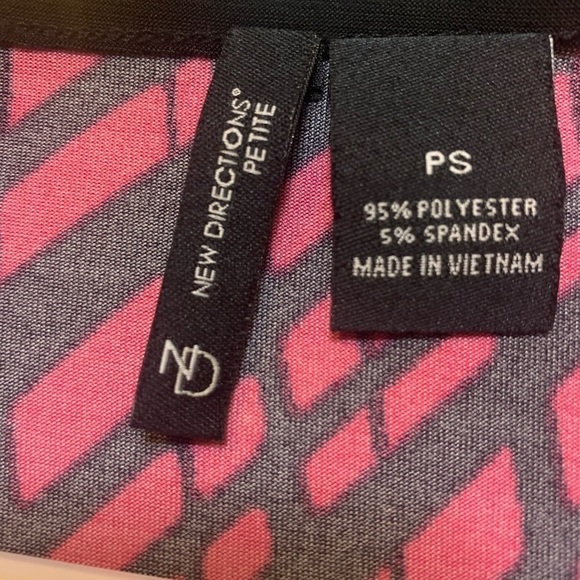 NEW DIRECTIONS®
PETITE
ND
PS
95% POLYESTER
5% SPANDEX
MADE IN VIETNAM